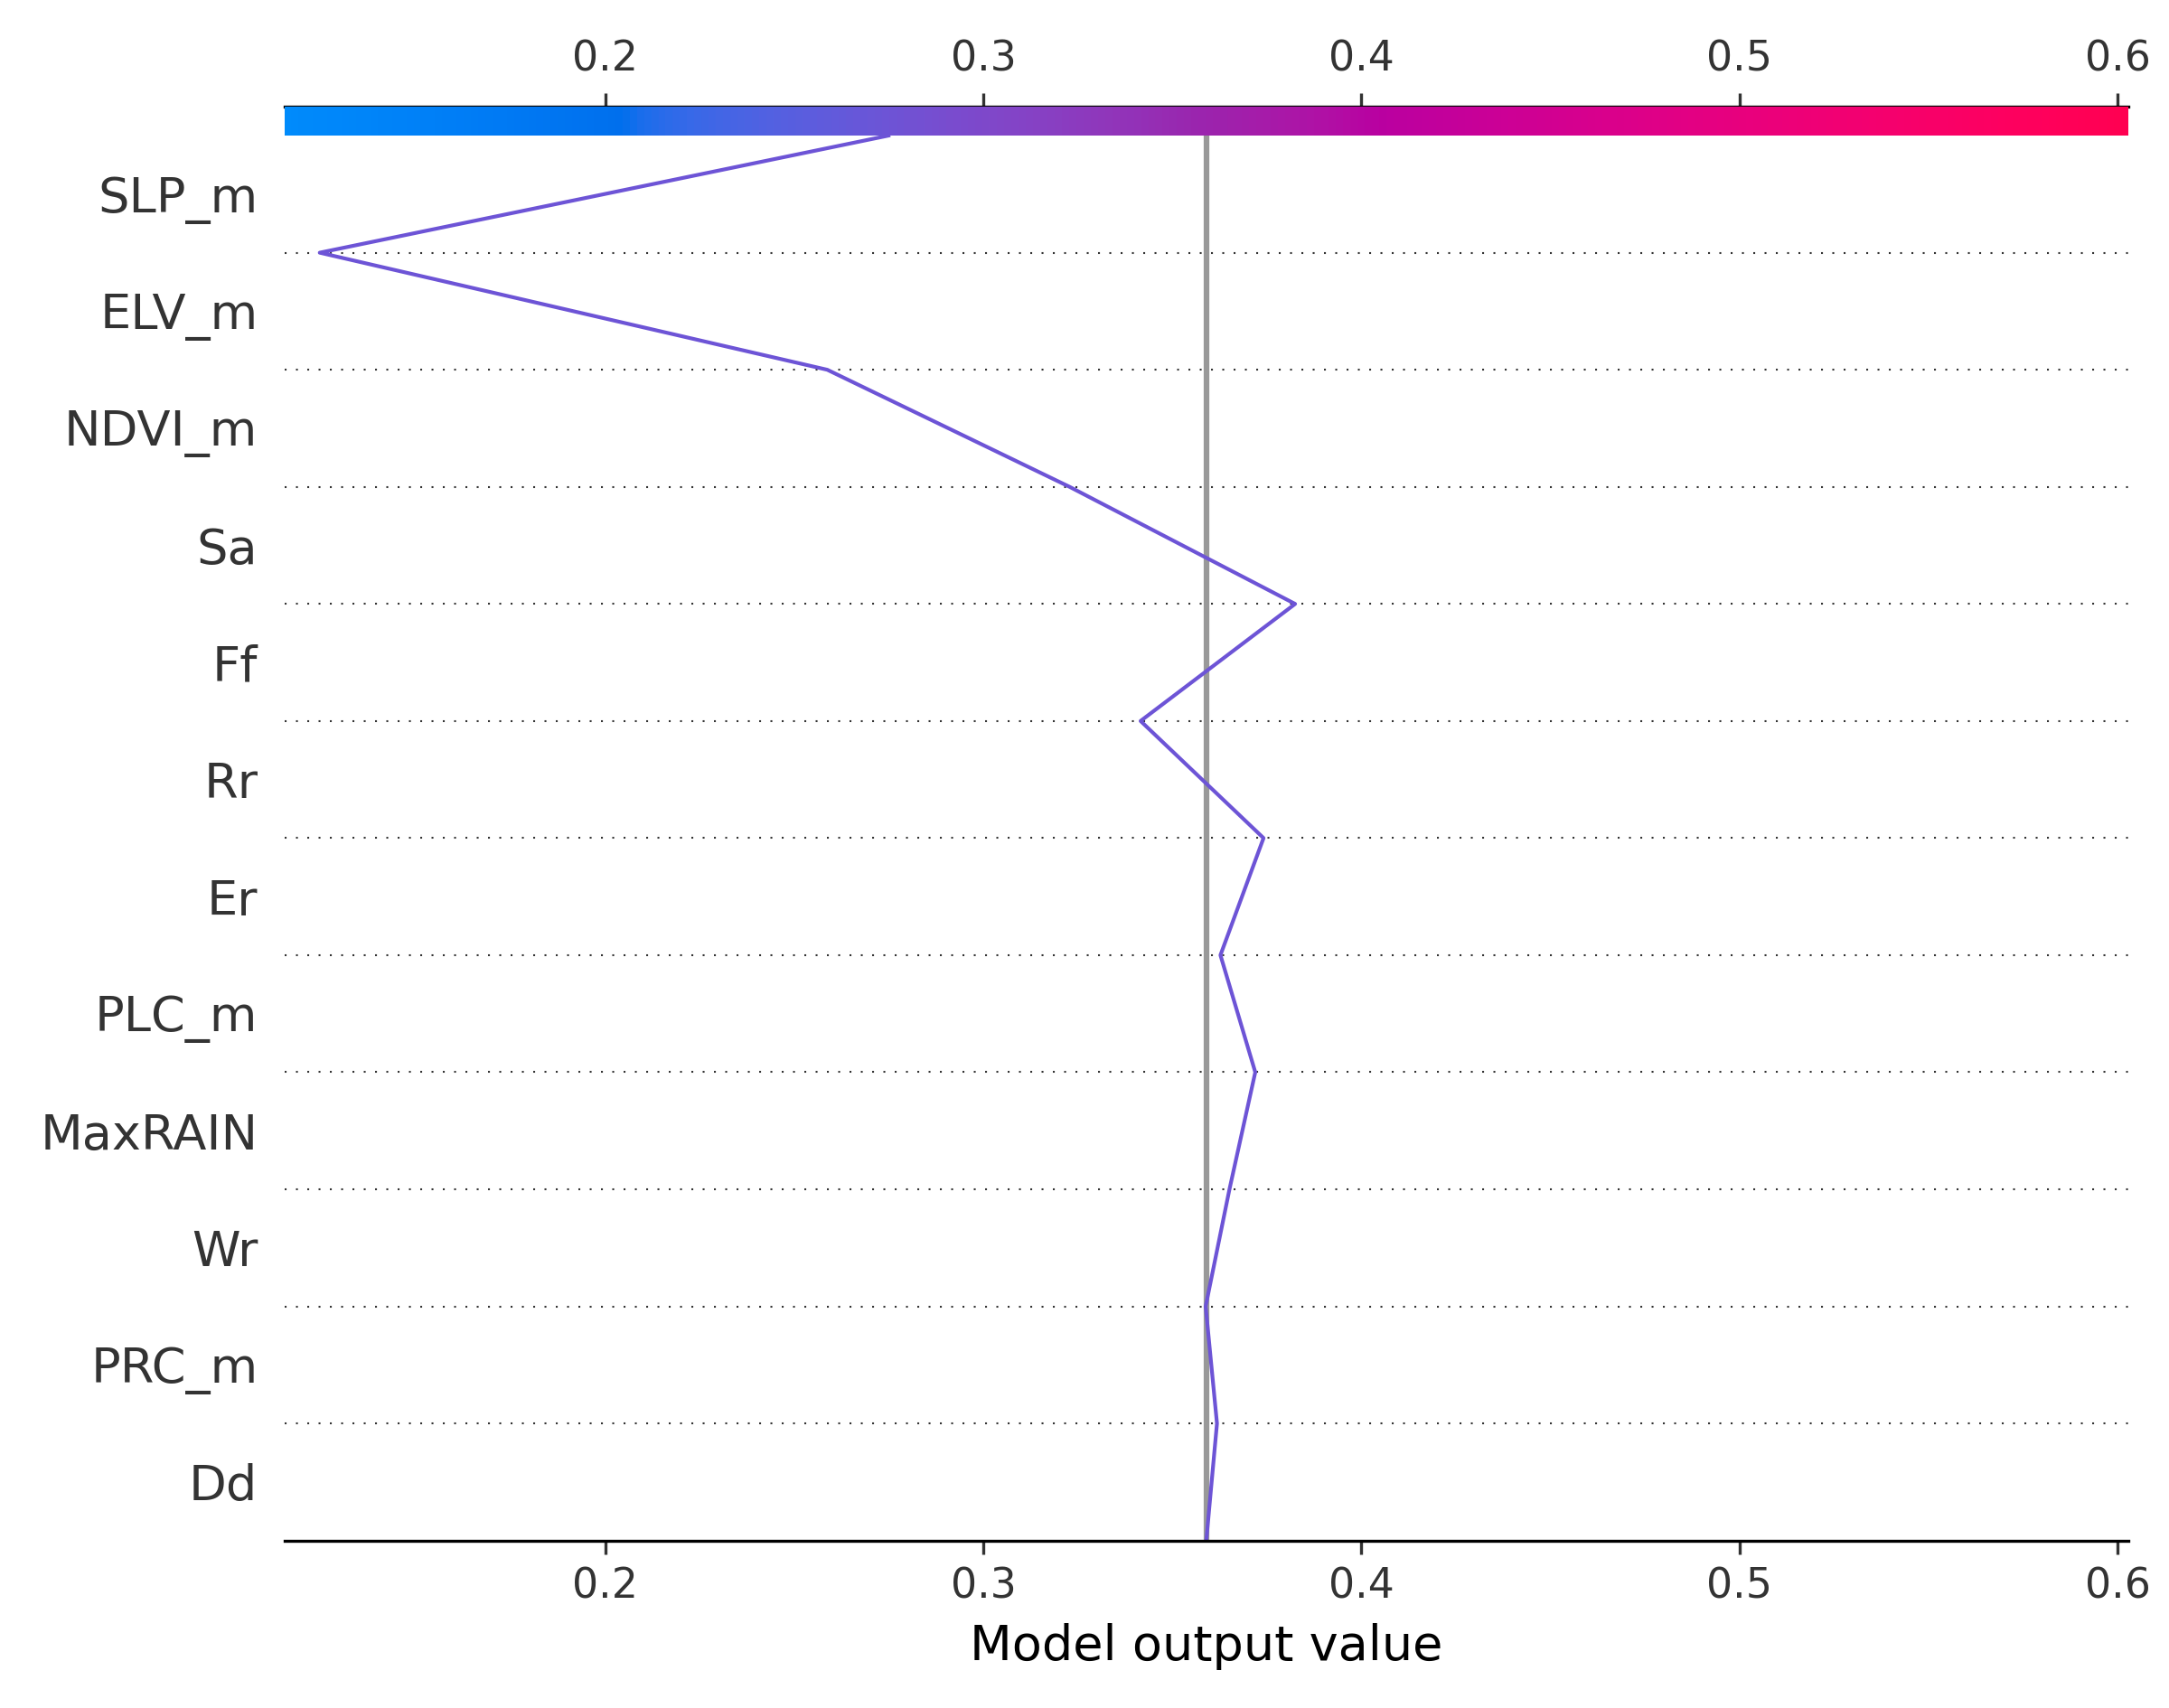 0.2 0.3 0.4 0.5 0.6
SLP_m
ELV_m
NDVI_m
Sa
Ff
Rr
Er
PLC_m
MaxRAIN
Wr
PRC_m
Dd
0.2 0.3 0.4 0.5 0.6
Model output value